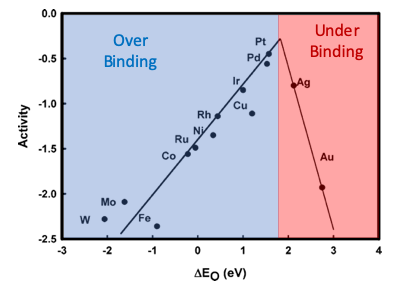 Over
Binding
Under
Binding
Activity
0.0
-0.5
-1.0
-1.5
-2.0
-2.5
Pt
Pd
Ir
Ag
Cu
Rh
Ni
Ru
Co
Au
Mo
W
Fe
-3
-2
-1
0
1
2
3
4
ΔEO (eV)